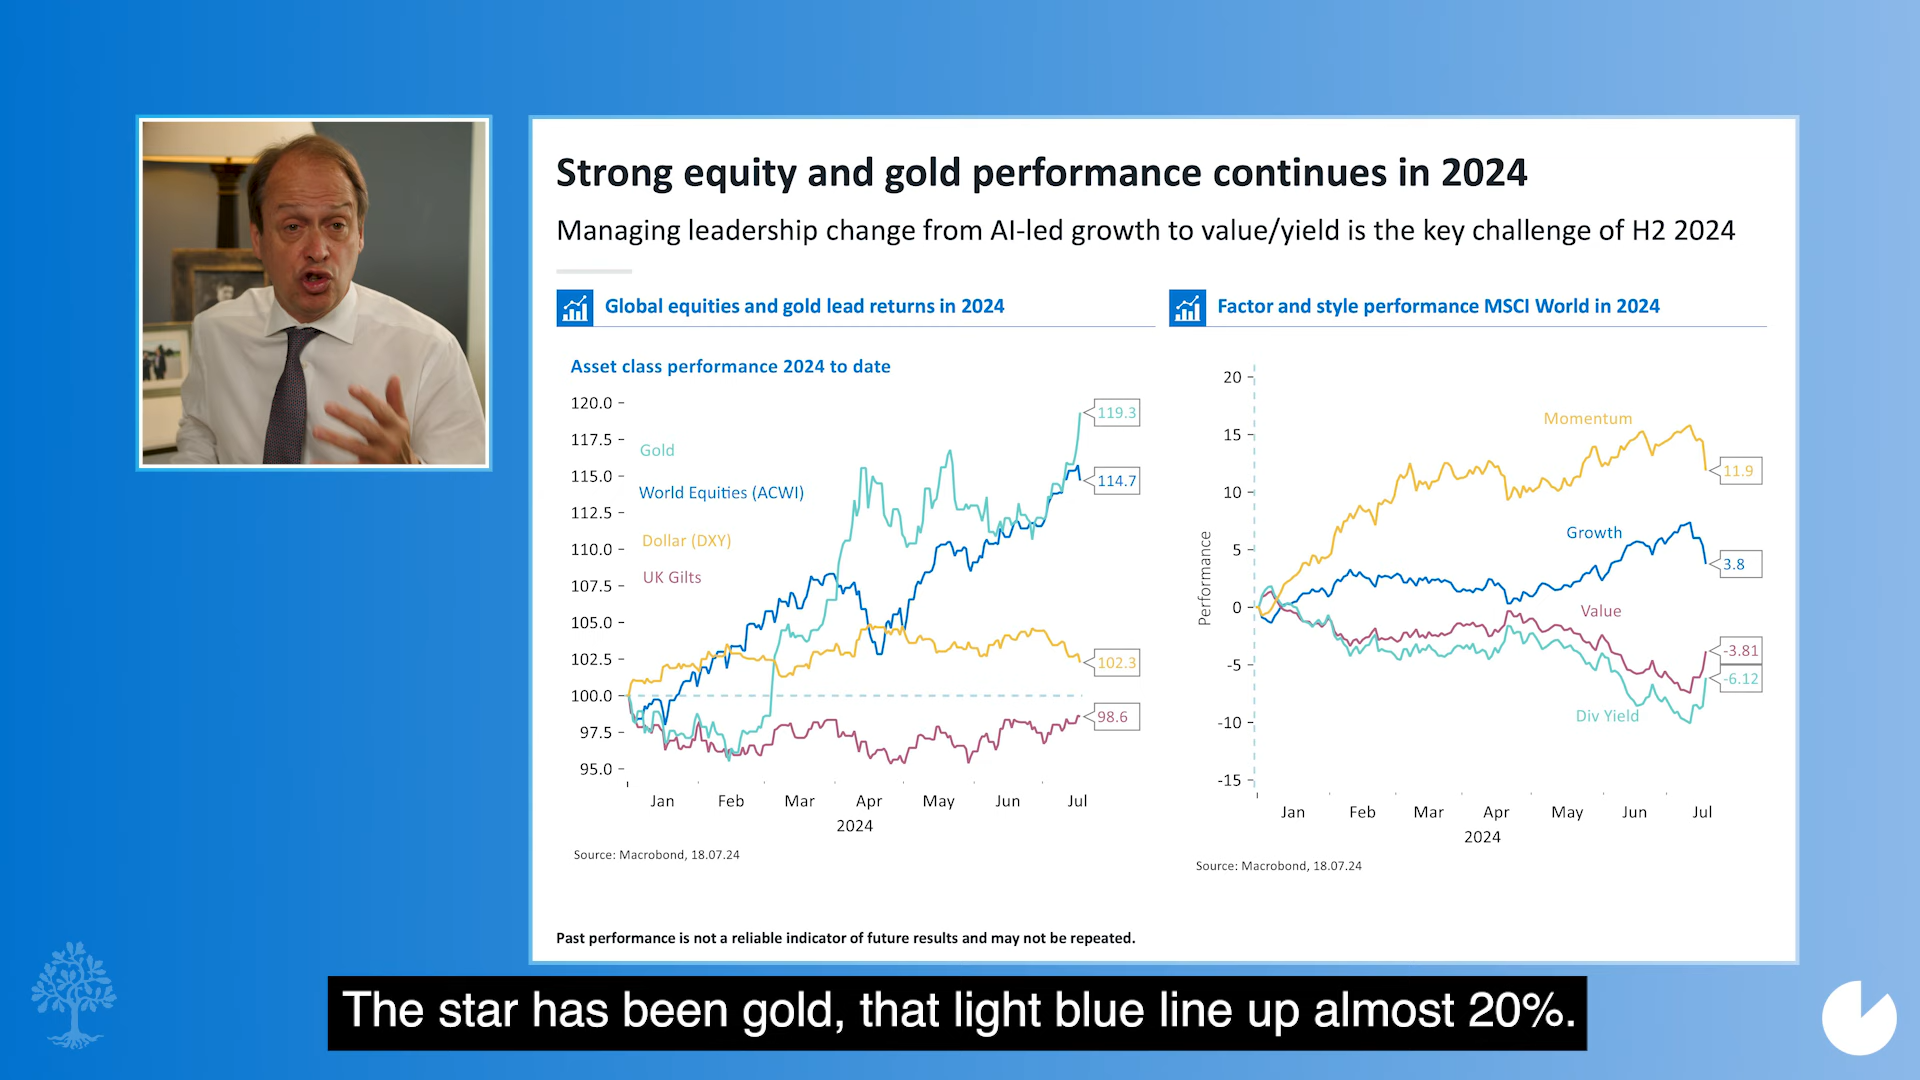 Strong equity and gold performance continues in 2024
Managing leadership change from AI-led growth to value/yield is the key challenge of H2 2024
Global equities and gold lead returns in 2024
Asset class performance 2024 to date
120.0
117.5
115.0
112.5
110.0
107.5
105.0
102.5
100.0
97.5
95.0
Gold
World Equities (ACWI)
Dollar (DXY)
UK Gilts
119.3
114.7
102.3
98.6
Jan Feb Mar Apr May Jun Jul
2024
Source: Macrobond, 18.07.24
Factor and style performance MSCI World in 2024
Performance
20
15
10
5
0
-5
-10
-15
Momentum
Growth
Value
Div Yield
11.9
3.8
-3.81
-6.12
Jan Feb Mar Apr May Jun Jul
2024
Source: Macrobond, 18.07.24
Past performance is not a reliable indicator of future results and may not be repeated.
The star has been gold, that light blue line up almost 20%.